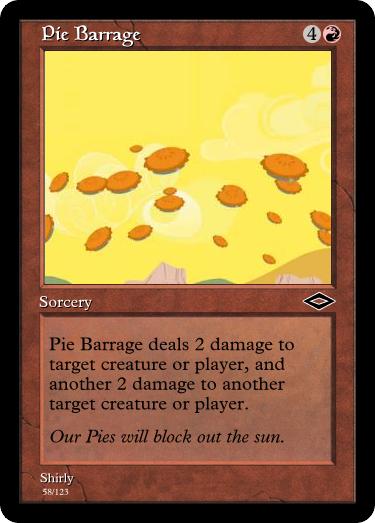 Pie Barrage 4
Sorcery
Pie Barrage deals 2 damage to
target creature or player, and
another 2 damage to another
target creature or player.
Our Pies will block out the sun.
Shirly
58/123